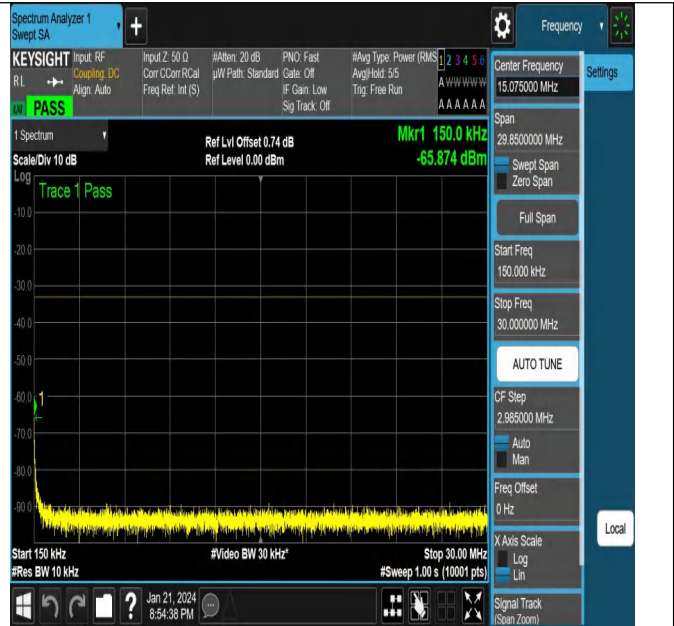 Spectrum Analyzer 1
Swept SA
Frequency
KEYSIGHT
RL
LXI PASS
Input: RF
Coupling: DC
Align: Auto
Input Z: 50 Ω
Corr CCorr RCal
Freq Ref: Int (S)
#Atten: 20 dB
µW Path: Standard
PNO: Fast
Gate: Off
IF Gain: Low
Sig Track: Off
#Avg Type: Power (RMS
Avg|Hold: 5/5
Trig: Free Run
1 2 3 4 5 6
A W W W W W
A A A A A A
Center Frequency
15.075000 MHz
Settings
Span
29.8500000 MHz
Swept Span
Zero Span
Full Span
Start Freq
150.000 kHz
Stop Freq
30.000000 MHz
AUTO TUNE
CF Step
2.985000 MHz
Auto
Man
Freq Offset
0 Hz
X Axis Scale
Log
Lin
Signal Track
(Span Zoom)
Local
1 Spectrum
Scale/Div 10 dB
Ref Lvl Offset 0.74 dB
Ref Level 0.00 dBm
Mkr1 150.0 kHz
-65.874 dBm
Log
Trace 1 Pass
-10.0
-20.0
-30.0
-40.0
-50.0
-60.0
1
-70.0
-80.0
-90.0
Start 150 kHz
#Video BW 30 kHz*
Stop 30.00 MHz
#Res BW 10 kHz
#Sweep 1.00 s (10001 pts)
?
Jan 21, 2024
8:54:38 PM